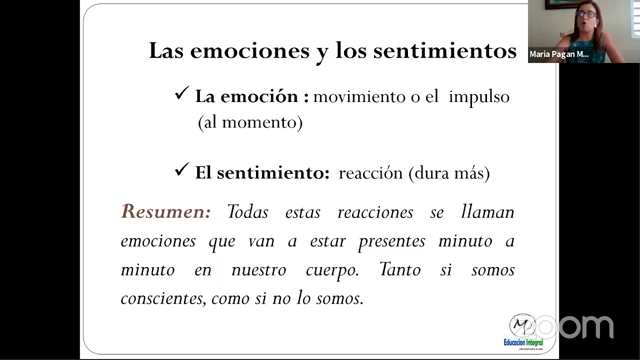 Las emociones y los sentimientos
María Pagan M...
✓ La emoción : movimiento o el impulso
(al momento)
✓ El sentimiento: reacción (dura más)
Resumen: Todas estas reacciones se llaman
emociones que van a estar presentes minuto a
minuto en nuestro cuerpo. Tanto si somos
conscientes, como si no lo somos.
zoom
Educacion Integral